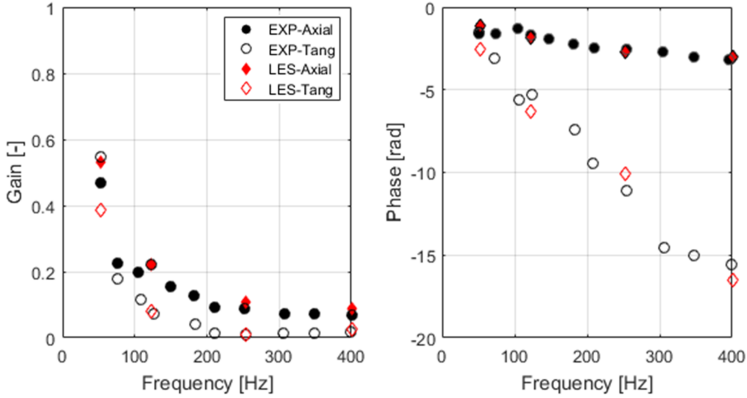 1
0.8
0.6
0.4
0.2
0
Gain [-]
0
100
200
300
400
Frequency [Hz]
EXP-Axial
EXP-Tang
LES-Axial
LES-Tang
0
-5
-10
-15
-20
Phase [rad]
0
100
200
300
400
Frequency [Hz]